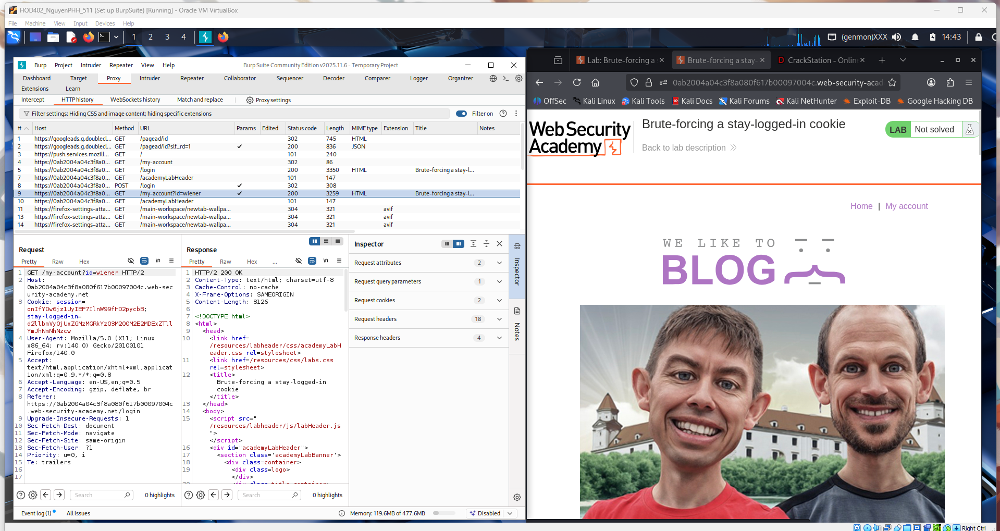 HOD402_NguyenPHH_511 (Set up BurpSuite) [Running] - Oracle VM VirtualBox
File Machine View Input Devices Help
1 2 3 4 (genmon)XXX 14:43
Burp Project Intruder Repeater View Help Burp Suite Community Edition v2025.11.6 - Temporary Project
Dashboard Target Proxy Intruder Repeater Collaborator Sequencer Decoder Comparer Logger Organizer
Extensions Learn
Intercept HTTP history WebSockets history Match and replace Proxy settings
Filter settings: Hiding CSS and image content; hiding specific extensions Filter on
# Host Method URL Params Edited Status code Length MIME type Extension Title Notes
1 https://googleads.g.doublecl... GET /pagead/id 302 745 HTML
2 https://googleads.g.doublecl... GET /pagead/id?slf_rd=1 ✓ 200 836 JSON
3 https://push.services.mozill... GET / 101 240
4 https://0ab2004a04c3f8a0... GET /my-account 302 86
5 https://0ab2004a04c3f8a0... GET /login 200 3350 HTML Brute-forcing a stay-l...
7 https://0ab2004a04c3f8a0... GET /academyLabHeader 101 147
8 https://0ab2004a04c3f8a0... POST /login ✓ 302 308
9 https://0ab2004a04c3f8a0... GET /my-account?id=wiener ✓ 200 3259 HTML Brute-forcing a stay-l...
10 https://0ab2004a04c3f8a0... GET /academyLabHeader 101 147
11 https://firefox-settings-atta... GET /main-workspace/newtab-wallpa... 304 321 avif
13 https://firefox-settings-atta... GET /main-workspace/newtab-wallpa... 304 321 avif
14 https://firefox-settings-atta... GET /main-workspace/newtab-wallpa... 304 321 avif
Request
Pretty Raw Hex \n
1 GET /my-account?id=wiener HTTP/2
2 Host:
0ab2004a04c3f8a080f617b00097004c.web-sec
urity-academy.net
3 Cookie: session=
onIfYOw6jz1UyIEF7IlnW99fHD2pycbB;
stay-logged-in=
d2llbmVyOjUxZGMzMGRkYzQ3M2Q0M2E2MDExZTll
YmJhNmNhNzcw
4 User-Agent: Mozilla/5.0 (X11; Linux
x86_64; rv:140.0) Gecko/20100101
Firefox/140.0
5 Accept:
text/html,application/xhtml+xml,applicat
ion/xml;q=0.9,*/*;q=0.8
6 Accept-Language: en-US,en;q=0.5
7 Accept-Encoding: gzip, deflate, br
8 Referer:
https://0ab2004a04c3f8a080f617b00097004c
.web-security-academy.net/login
9 Upgrade-Insecure-Requests: 1
10 Sec-Fetch-Dest: document
11 Sec-Fetch-Mode: navigate
12 Sec-Fetch-Site: same-origin
13 Sec-Fetch-User: ?1
14 Priority: u=0, i
15 Te: trailers
16
17
Search 0 highlights
Response
Pretty Raw Hex ... \n
1 HTTP/2 200 OK
2 Content-Type: text/html; charset=utf-8
3 Cache-Control: no-cache
4 X-Frame-Options: SAMEORIGIN
5 Content-Length: 3126
6
7 <!DOCTYPE html>
8 <html>
9 <head>
10 <link href=
/resources/labheader/css/academyLabH
eader.css rel=stylesheet>
11 <link href=/resources/css/labs.css
rel=stylesheet>
12 <title>
Brute-forcing a stay-logged-in
cookie
</title>
13 </head>
14 <body>
15 <script src="
/resources/labheader/js/labHeader.js
">
</script>
16 <div id="academyLabHeader">
17 <section class='academyLabBanner'>
18 <div class=container>
19 <div class=logo>
</div>
20 <div class=title-container>
Search 0 highlights
Inspector
Request attributes 2
Request query parameters 1
Request cookies 2
Request headers 18
Response headers 4
Inspector
Notes
Event log (1) All issues Memory: 119.6MB of 477.6MB Disabled
Lab: Brute-forcing a Brute-forcing a stay- CrackStation - Online
0ab2004a04c3f8a080f617b00097004c.web-security-acad
OffSec Kali Linux Kali Tools Kali Docs Kali Forums Kali NetHunter Exploit-DB Google Hacking DB
Web Security
Academy
Brute-forcing a stay-logged-in cookie
Back to lab description
LAB Not solved
Home | My account
WE LIKE TO
BLOG
Right Ctrl